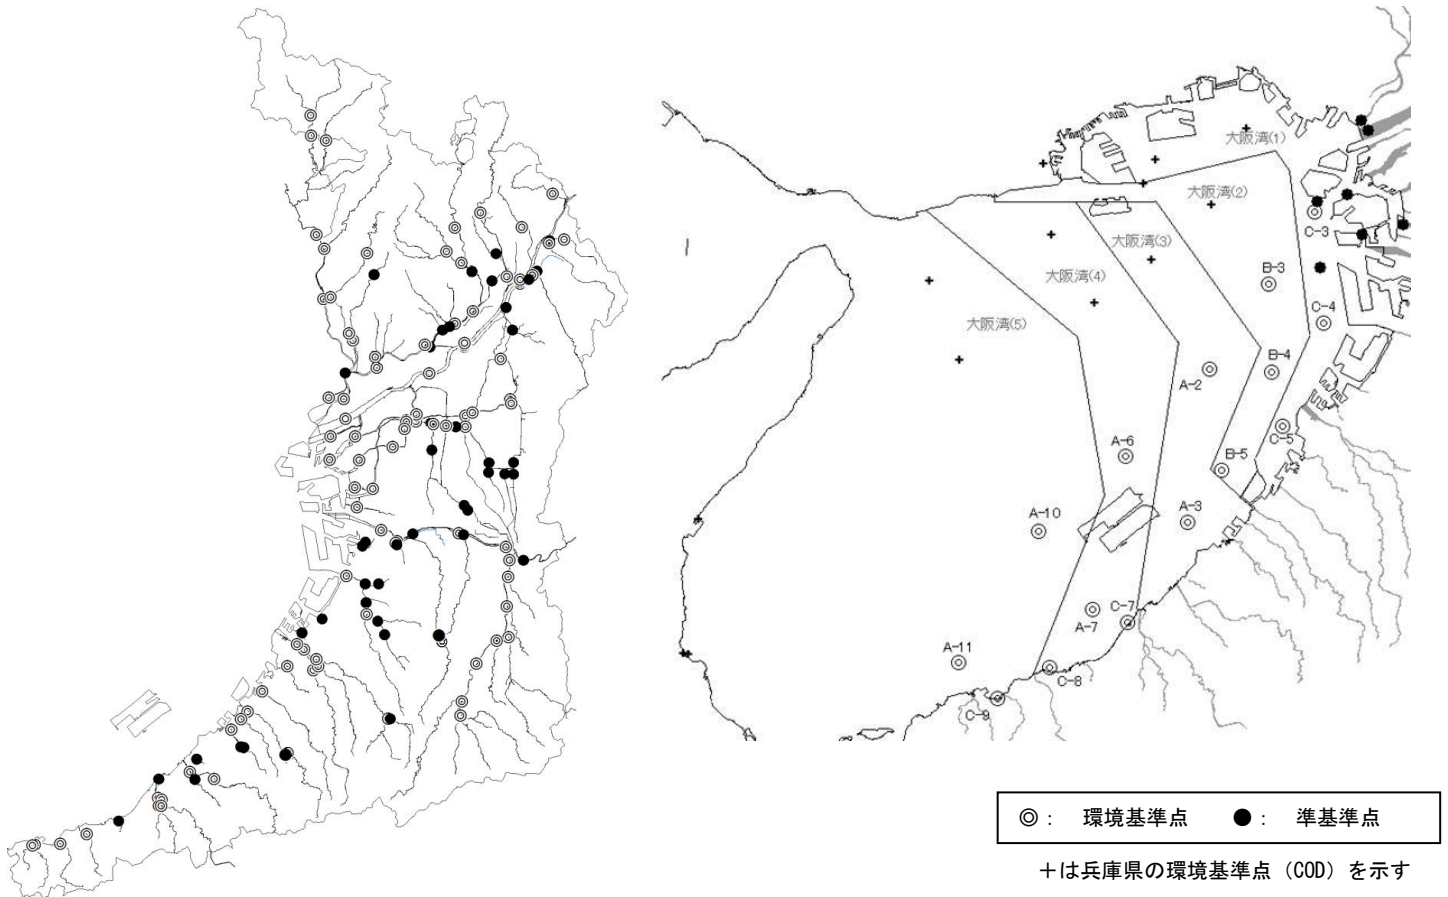 大阪湾(1)
大阪湾(2)
C-3
大阪湾(3)
大阪湾(4)
B-3
大阪湾(5)
C-4
B-4
A-2
C-5
A-6
B-5
A-10
A-3
C-7
A-7
A-11
C-8
C-9
◎： 環境基準点 ●： 準基準点
＋は兵庫県の環境基準点（COD）を示す